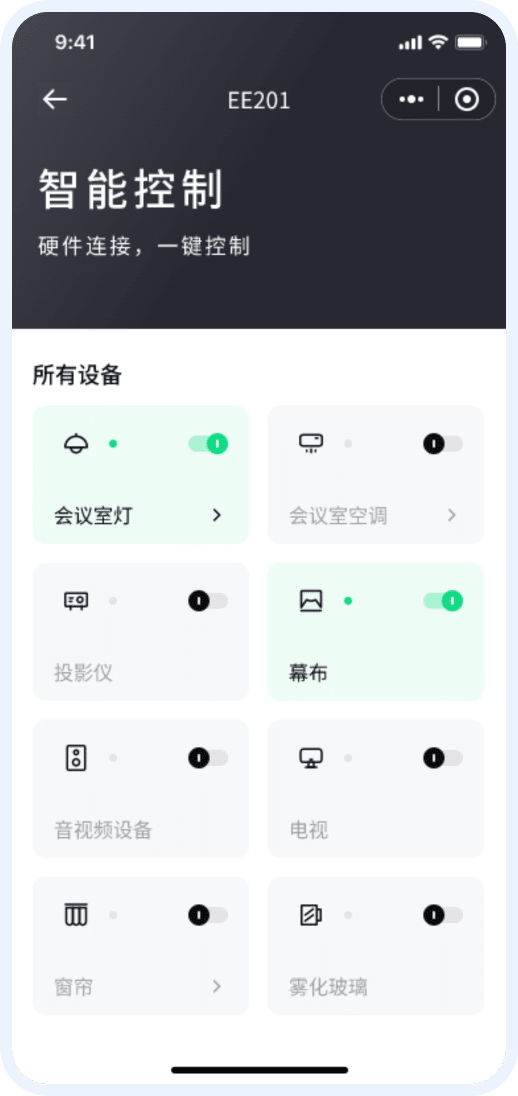 9:41
EE201
智能控制
硬件连接，一键控制
所有设备
会议室灯
会议室空调
投影仪
幕布
音视频设备
电视
窗帘
雾化玻璃